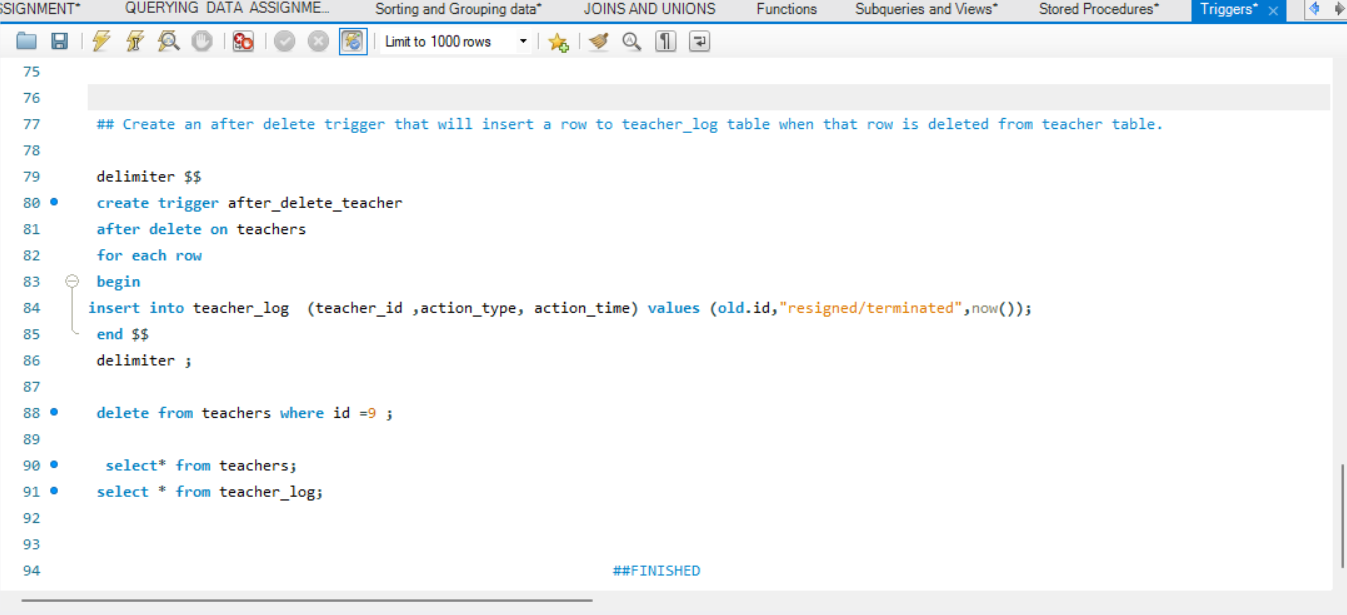 SSIGNMENT* QUERYING DATA ASSIGNME... Sorting and Grouping data* JOINS AND UNIONS Functions Subqueries and Views* Stored Procedures* Triggers* ×
Limit to 1000 rows
75
76
77 ## Create an after delete trigger that will insert a row to teacher_log table when that row is deleted from teacher table.
78
79 delimiter $$
80 create trigger after_delete_teacher
81 after delete on teachers
82 for each row
83 begin
84 insert into teacher_log  (teacher_id ,action_type, action_time) values (old.id,"resigned/terminated",now());
85 end $$
86 delimiter ;
87
88 delete from teachers where id =9 ;
89
90 select* from teachers;
91 select * from teacher_log;
92
93
94 ##FINISHED